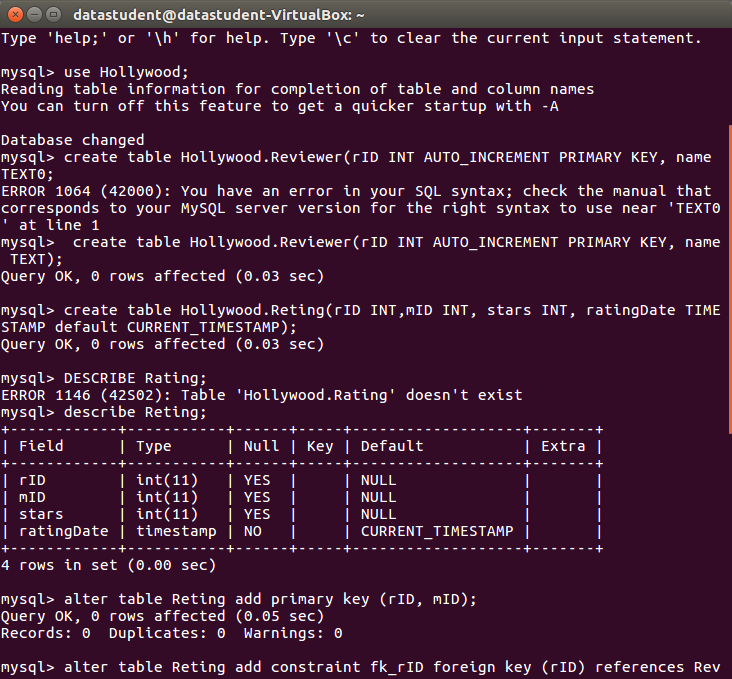 datastudent@datastudent-VirtualBox: ~
Type 'help;' or '\h' for help. Type '\c' to clear the current input statement.
mysql> use Hollywood;
Reading table information for completion of table and column names
You can turn off this feature to get a quicker startup with -A
Database changed
mysql> create table Hollywood.Reviewer(rID INT AUTO_INCREMENT PRIMARY KEY, name
TEXT0;
ERROR 1064 (42000): You have an error in your SQL syntax; check the manual that
corresponds to your MySQL server version for the right syntax to use near 'TEXT0
' at line 1
mysql>  create table Hollywood.Reviewer(rID INT AUTO_INCREMENT PRIMARY KEY, name
 TEXT);
Query OK, 0 rows affected (0.03 sec)
mysql> create table Hollywood.Reting(rID INT,mID INT, stars INT, ratingDate TIME
STAMP default CURRENT_TIMESTAMP);
Query OK, 0 rows affected (0.03 sec)
mysql> DESCRIBE Rating;
ERROR 1146 (42S02): Table 'Hollywood.Rating' doesn't exist
mysql> describe Reting;
+------------+-----------+------+-----+-------------------+-------+
| Field      | Type      | Null | Key | Default           | Extra |
+------------+-----------+------+-----+-------------------+-------+
| rID        | int(11)   | YES  |     | NULL              |       |
| mID        | int(11)   | YES  |     | NULL              |       |
| stars      | int(11)   | YES  |     | NULL              |       |
| ratingDate | timestamp | NO   |     | CURRENT_TIMESTAMP |       |
+------------+-----------+------+-----+-------------------+-------+
4 rows in set (0.00 sec)
mysql> alter table Reting add primary key (rID, mID);
Query OK, 0 rows affected (0.05 sec)
Records: 0  Duplicates: 0  Warnings: 0
mysql> alter table Reting add constraint fk_rID foreign key (rID) references Rev